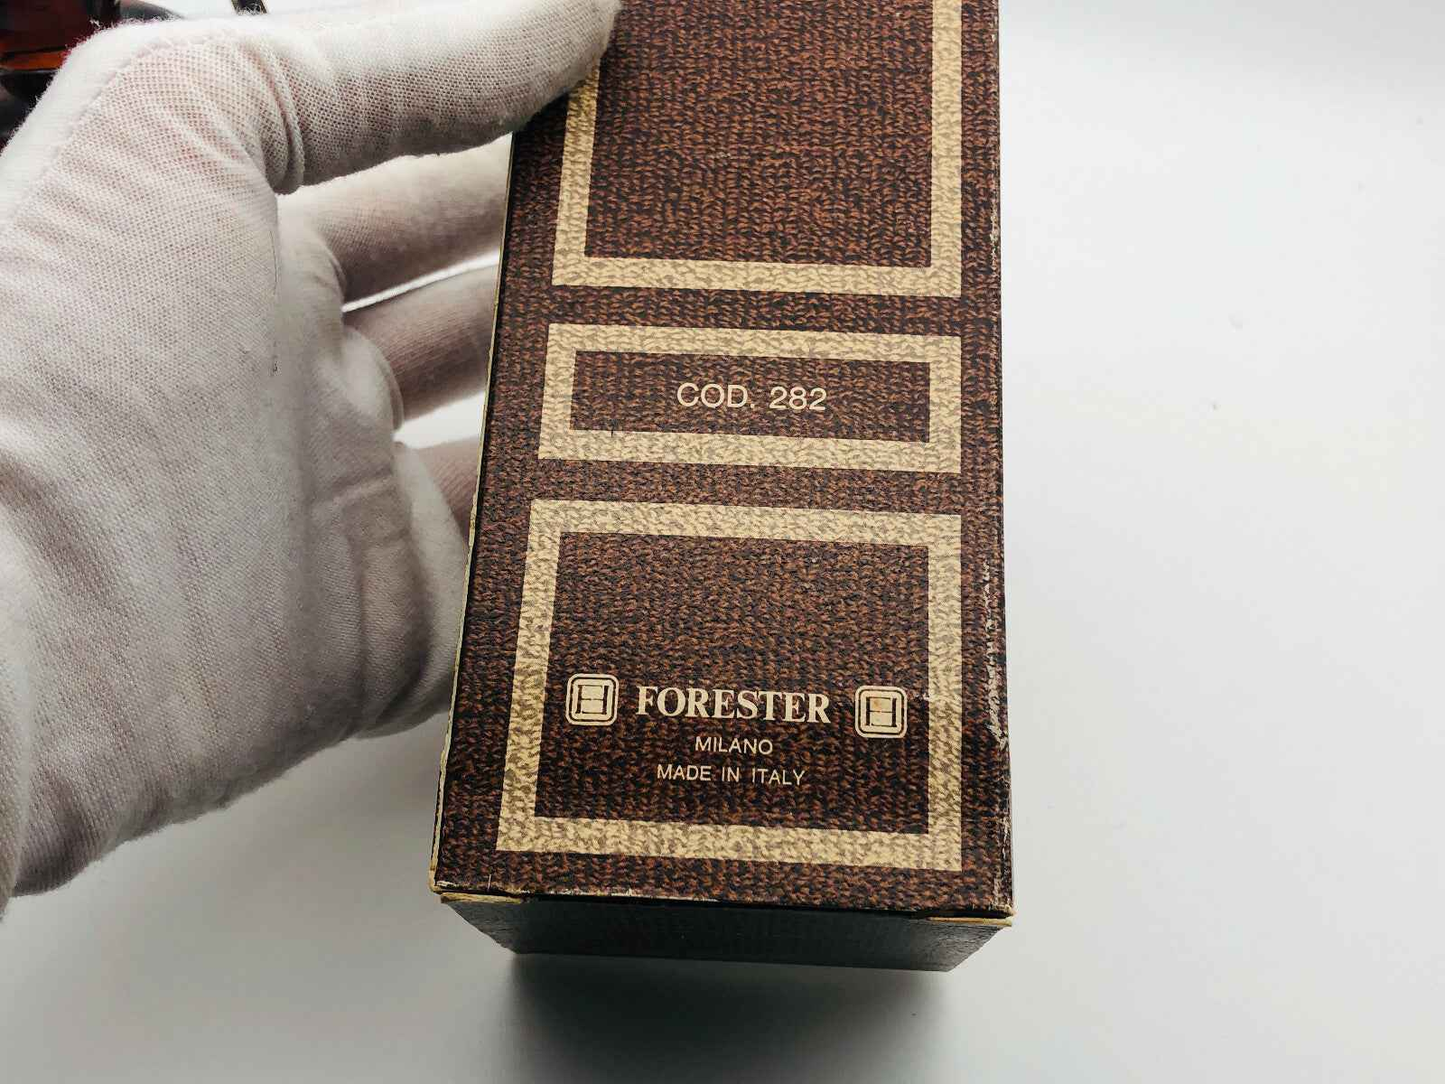 COD. 282
FORESTER
MILANO
MADE IN ITALY